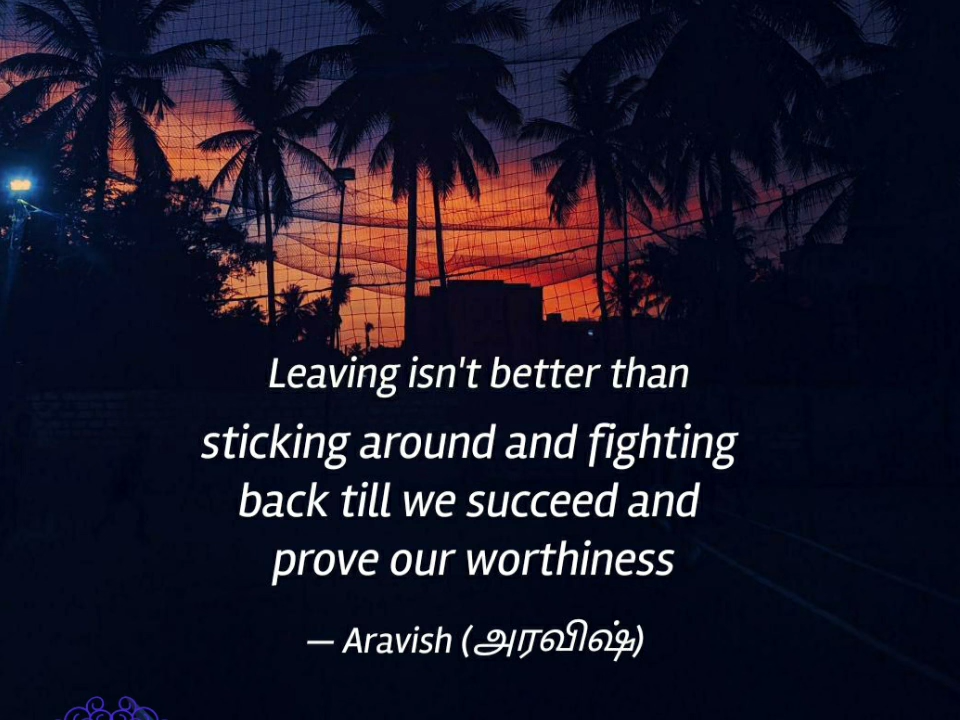 Leaving isn't better than
sticking around and fighting
back till we succeed and
prove our worthiness
— Aravish (அரவிஷ்)